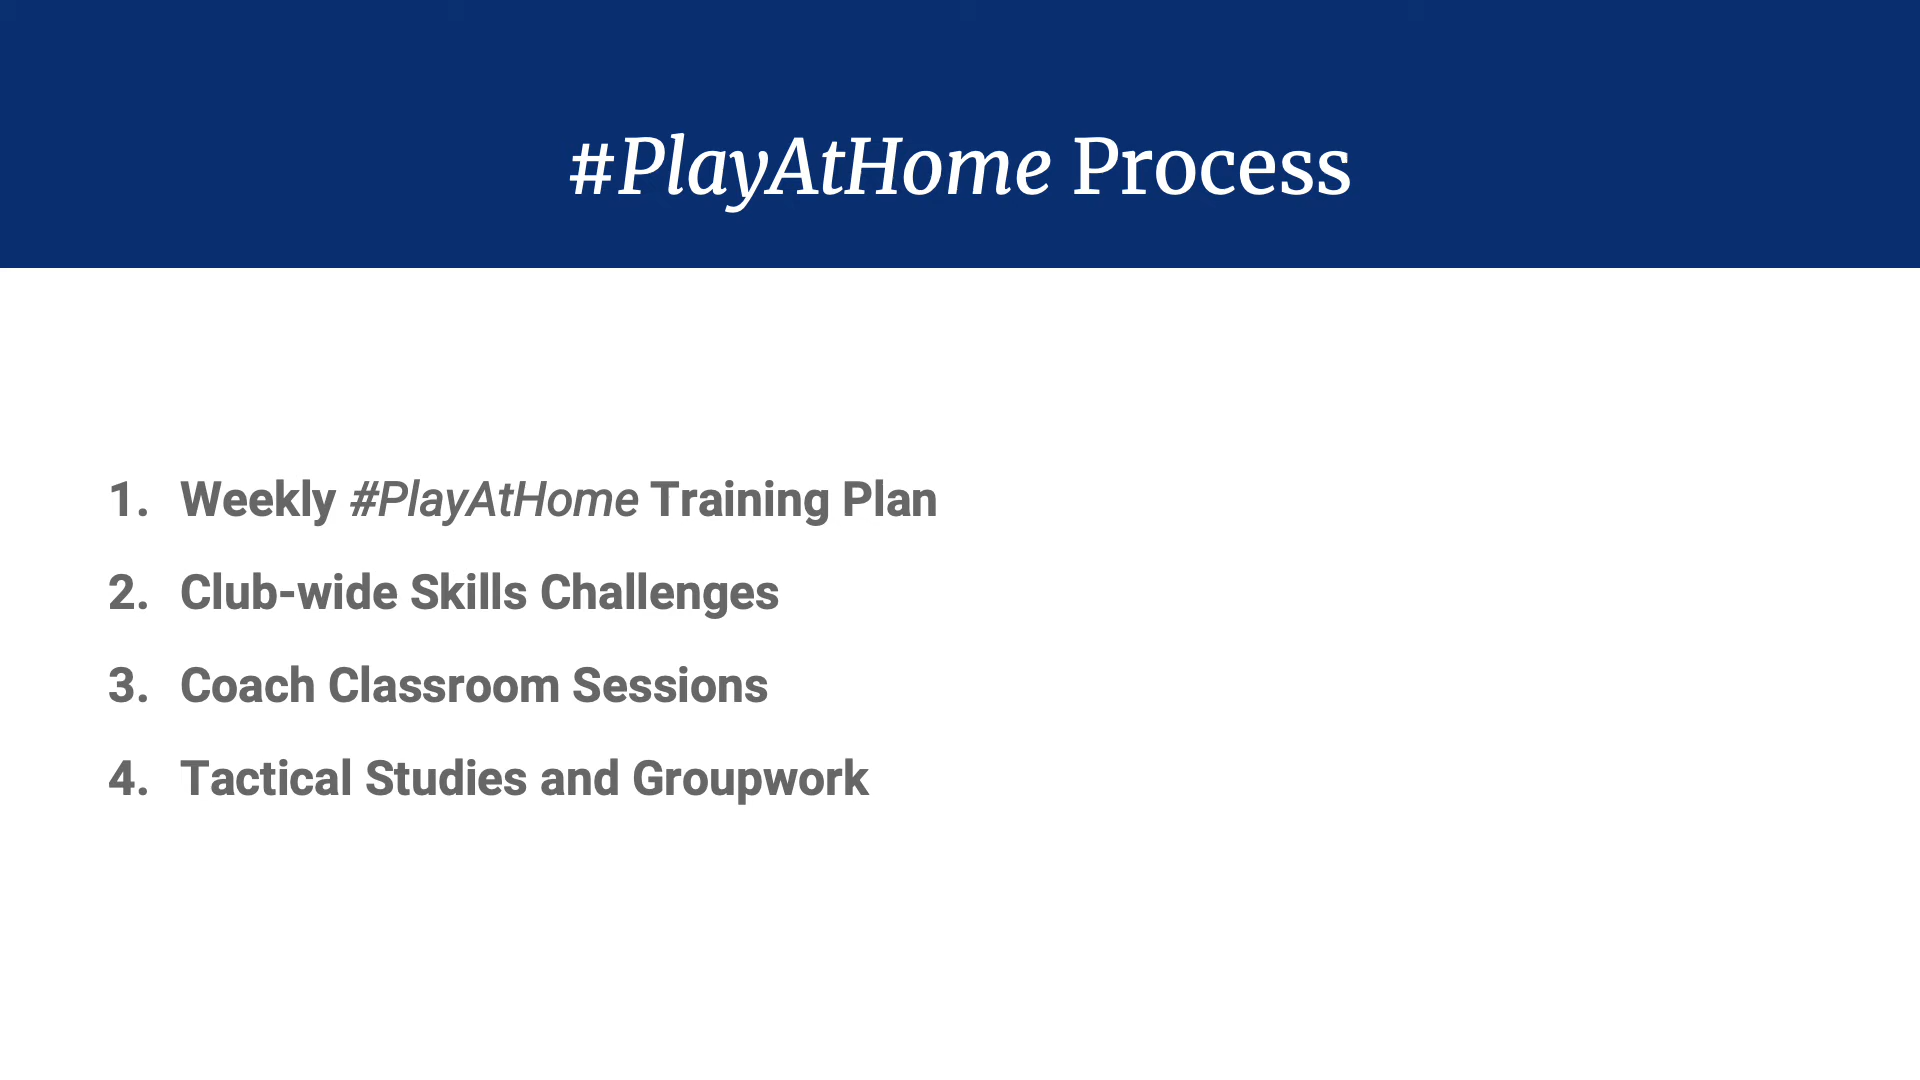 #PlayAtHome Process
1. Weekly #PlayAtHome Training Plan
2. Club-wide Skills Challenges
3. Coach Classroom Sessions
4. Tactical Studies and Groupwork